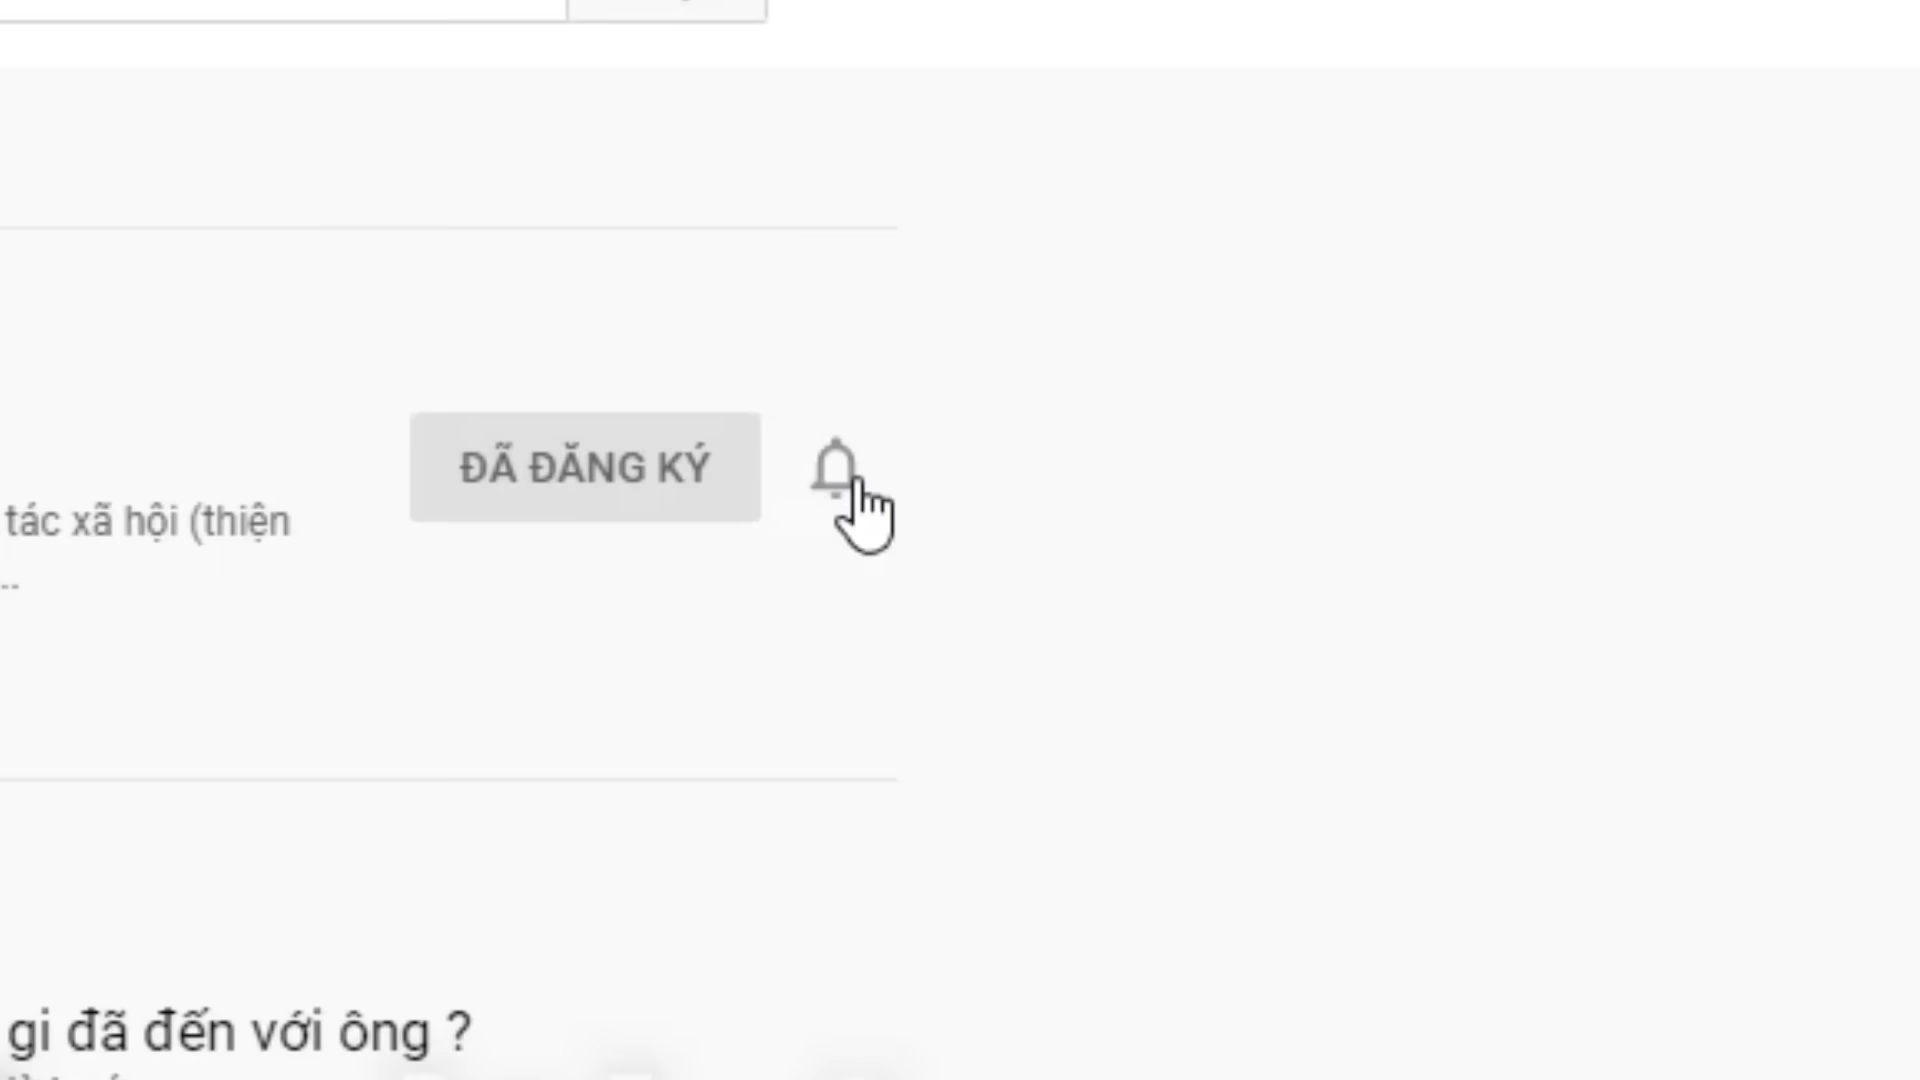 ĐÃ ĐĂNG KÝ
tác xã hội (thiện
--
gi đã đến với ông ?